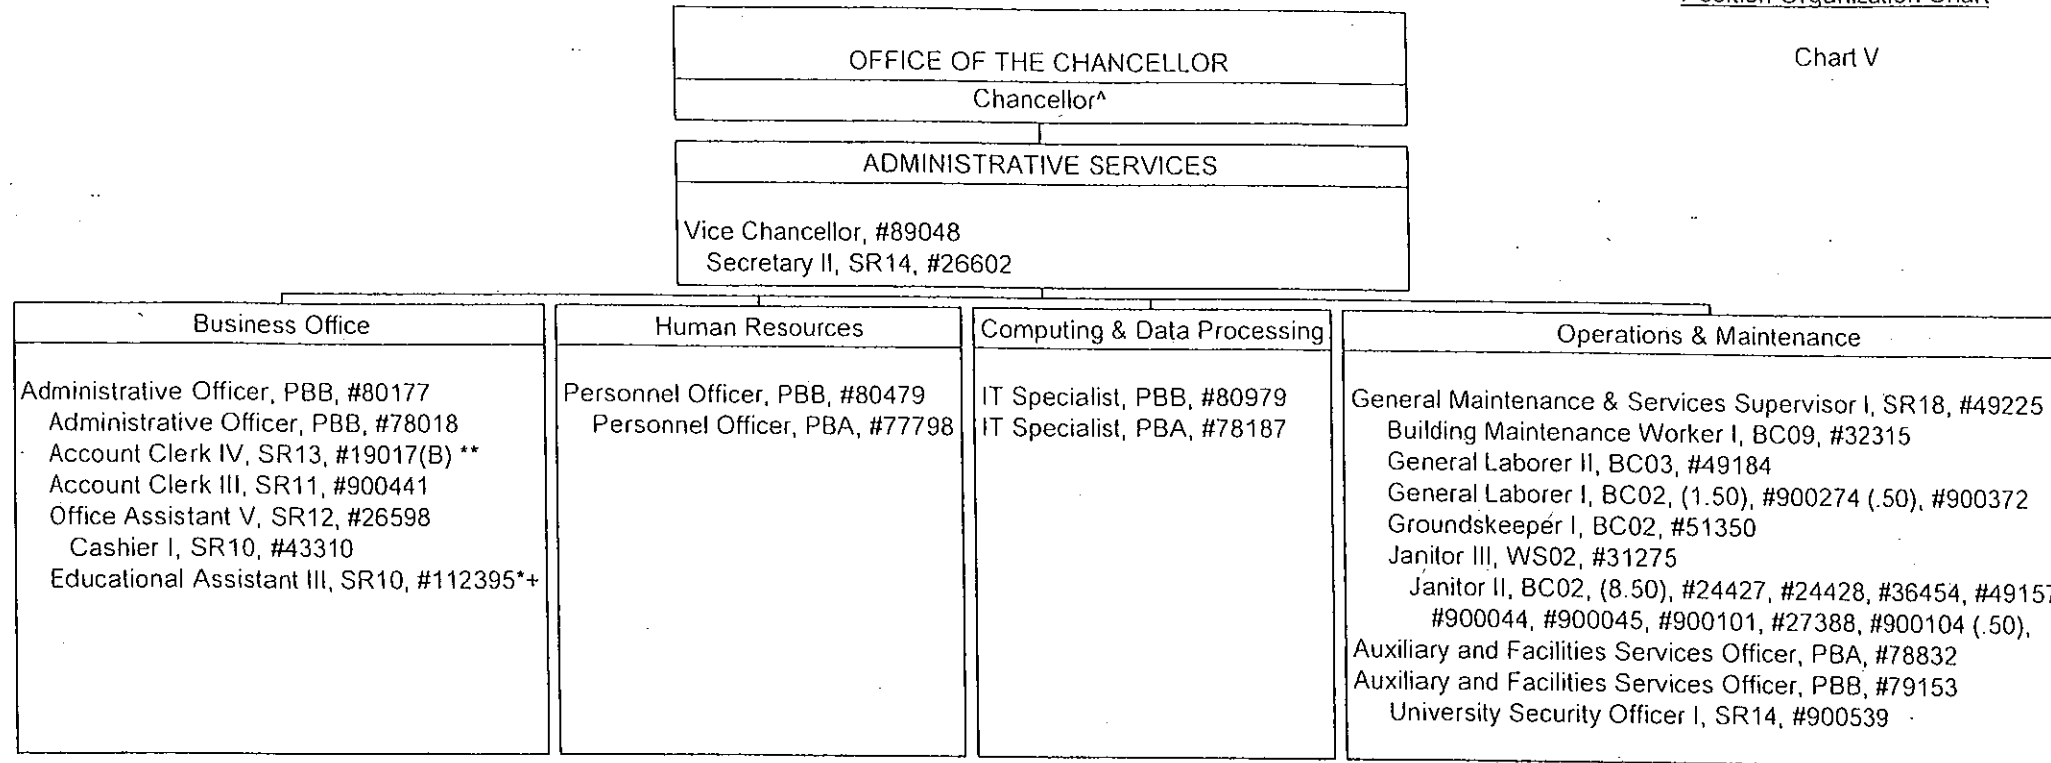 Position Organization Chart
Chart V
OFFICE OF THE CHANCELLOR
Chancellor^
ADMINISTRATIVE SERVICES
Vice Chancellor, #89048
Secretary II, SR14, #26602
Business Office
Administrative Officer, PBB, #80177
Administrative Officer, PBB, #78018
Account Clerk IV, SR13, #19017(B) **
Account Clerk III, SR11, #900441
Office Assistant V, SR12, #26598
Cashier I, SR10, #43310
Educational Assistant III, SR10, #112395*+
Human Resources
Personnel Officer, PBB, #80479
Personnel Officer, PBA, #77798
Computing & Data Processing
IT Specialist, PBB, #80979
IT Specialist, PBA, #78187
Operations & Maintenance
General Maintenance & Services Supervisor I, SR18, #49225
Building Maintenance Worker I, BC09, #32315
General Laborer II, BC03, #49184
General Laborer I, BC02, (1.50), #900274 (.50), #900372
Groundskeeper I, BC02, #51350
Janitor III, WS02, #31275
Janitor II, BC02, (8.50), #24427, #24428, #36454, #49157
#900044, #900045, #900101, #27388, #900104 (.50),
Auxiliary and Facilities Services Officer, PBA, #78832
Auxiliary and Facilities Services Officer, PBB, #79153
University Security Officer I, SR14, #900539